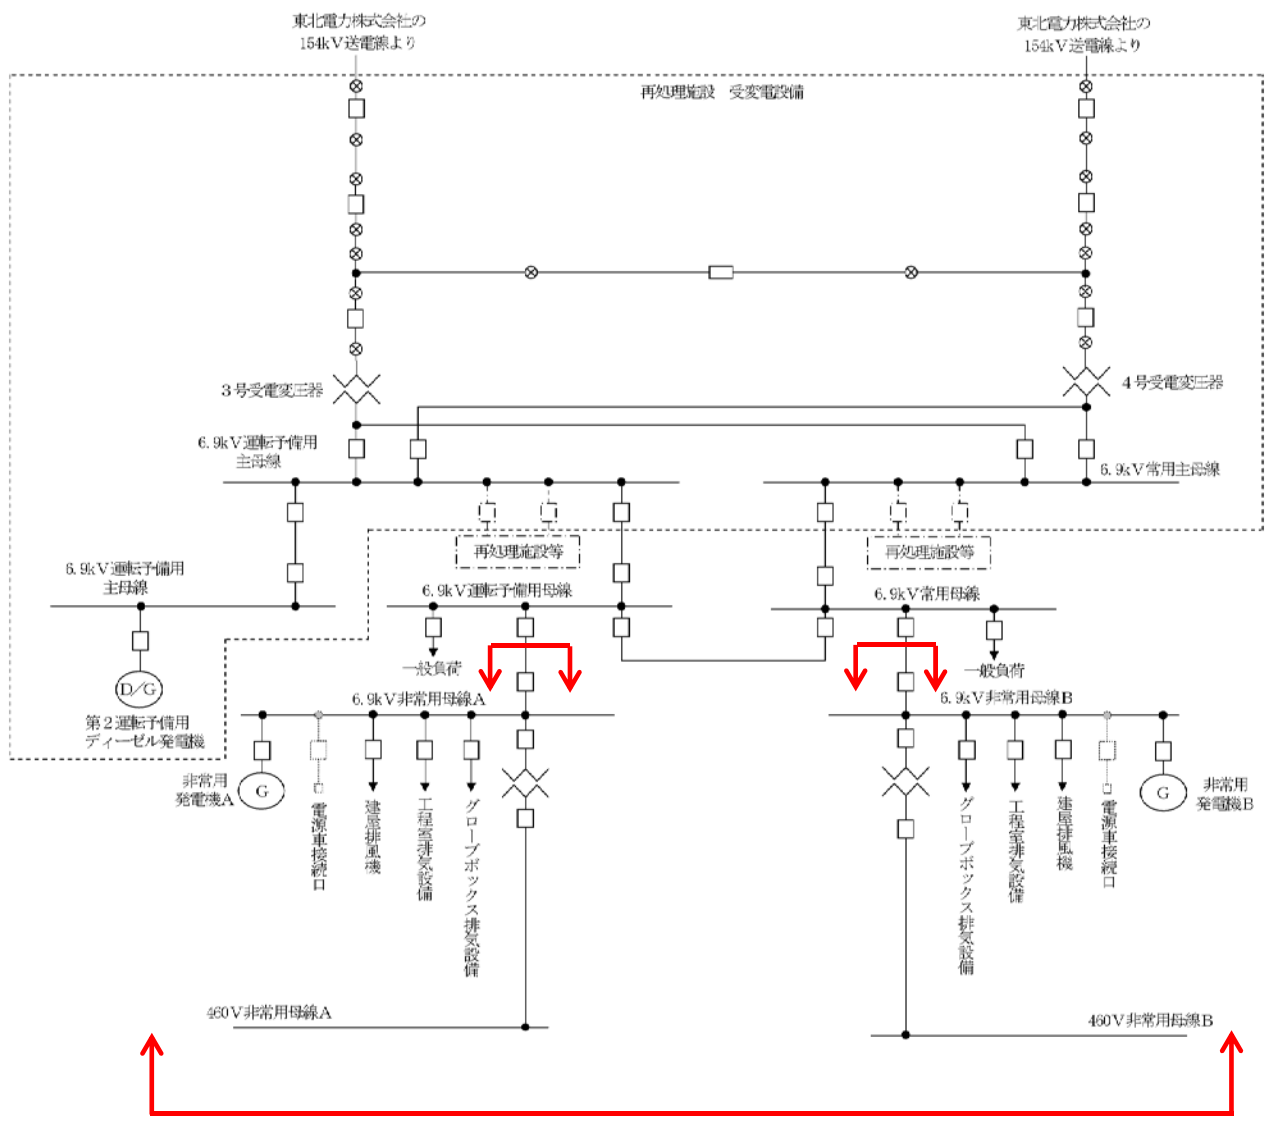 東北電力株式会社の
154kV送電線より
東北電力株式会社の
154kV送電線より
再処理施設　受変電設備
3号受電変圧器
4号受電変圧器
6.9kV運転予備用
主母線
6.9kV常用主母線
再処理施設等
再処理施設等
6.9kV運転予備用
主母線
6.9kV運転予備用母線
6.9kV常用母線
一般負荷
一般負荷
D/G
第2運転予備用
ディーゼル発電機
6.9kV非常用母線A
6.9kV非常用母線B
非常用
発電機A
G
電源車接続口
建屋排風機
工程室排気設備
グローブボックス排気設備
グローブボックス排気設備
工程室排気設備
建屋排風機
電源車接続口
G
非常用
発電機B
460V非常用母線A
460V非常用母線B